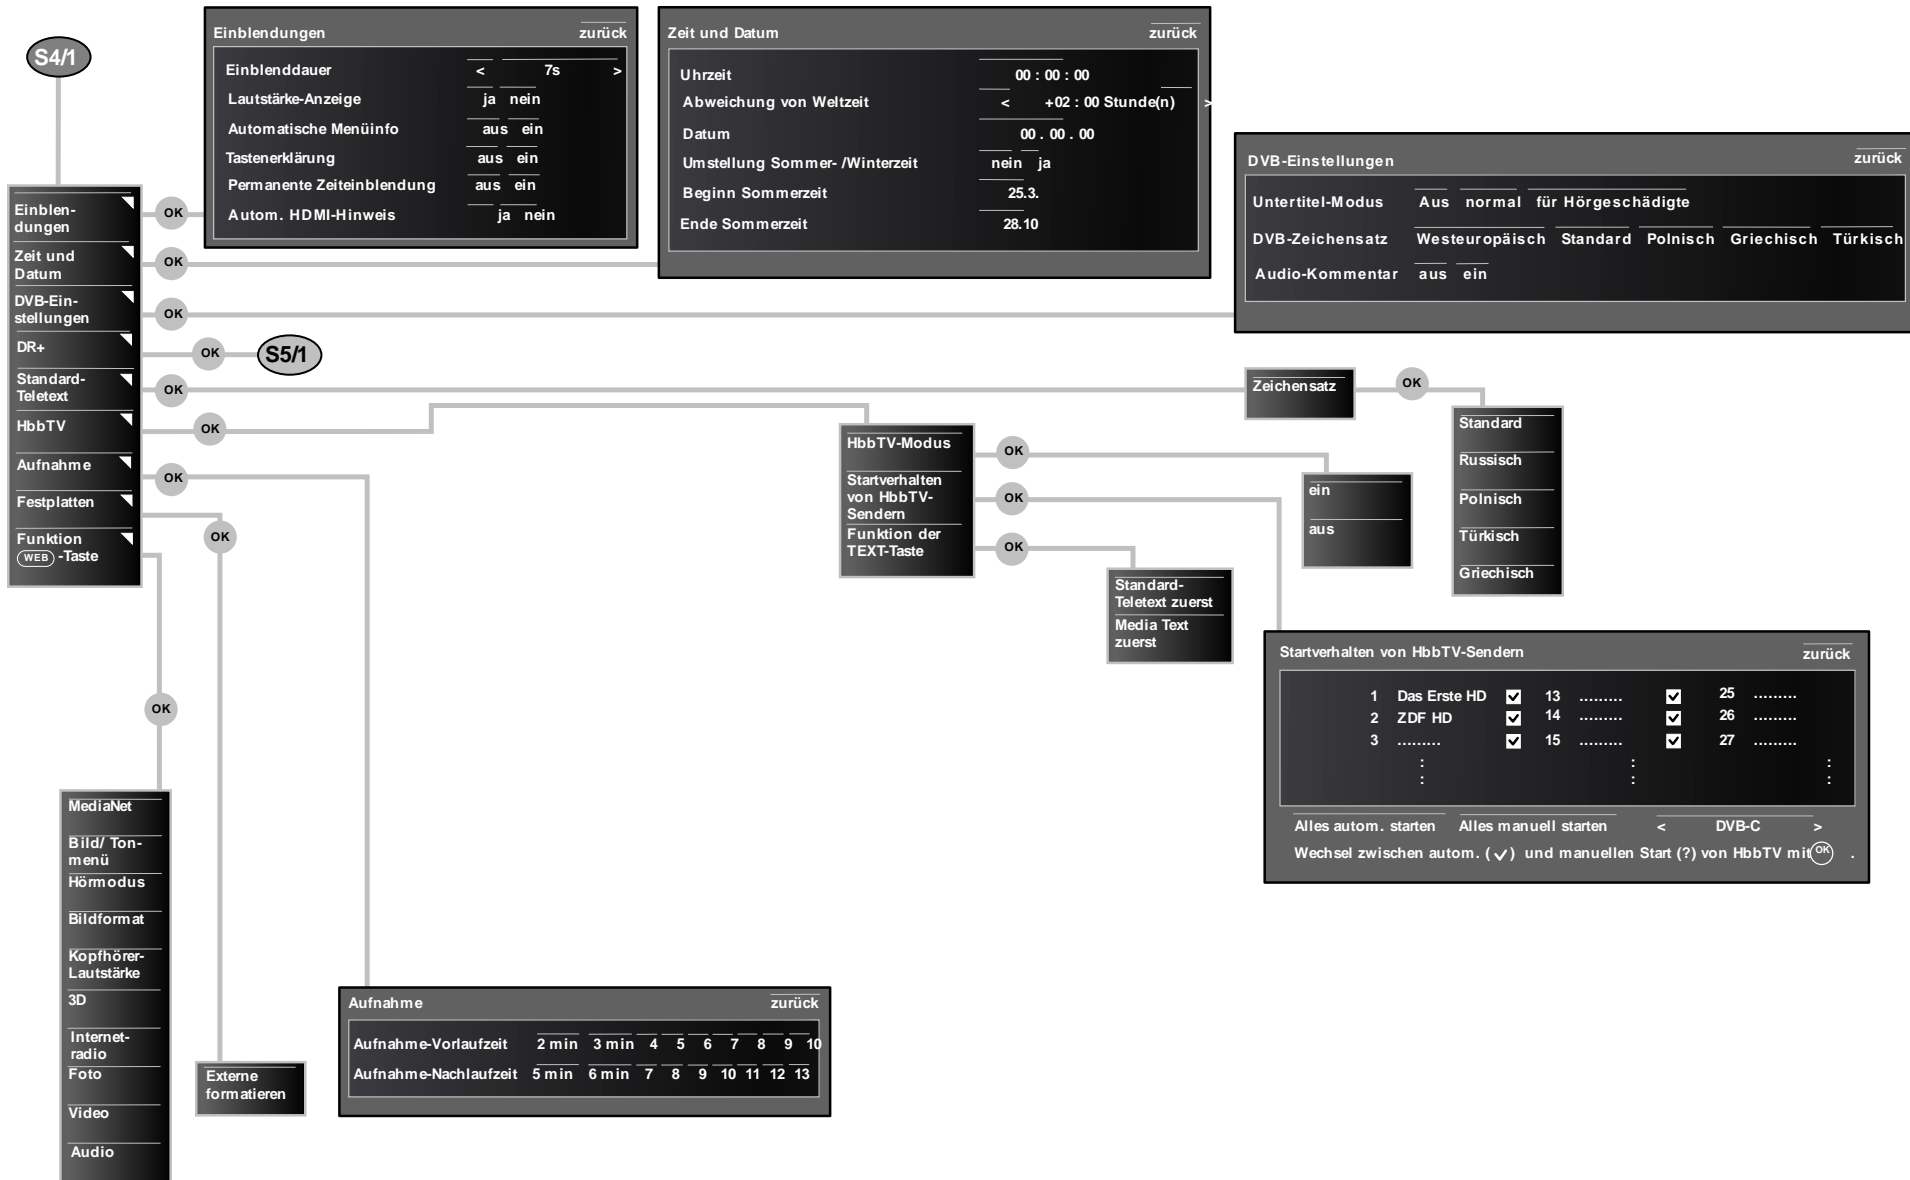 S4/1
Einblen-
dungen
OK
Zeit und
Datum
OK
DVB-Ein-
stellungen
OK
DR+
OK
S5/1
Standard-
Teletext
OK
HbbTV
OK
Aufnahme
OK
Festplatten
OK
Funktion
WEB -Taste
OK
Einblendungen zurück
Einblenddauer < 7s >
Lautstärke-Anzeige ja nein
Automatische Menüinfo aus ein
Tastenerklärung aus ein
Permanente Zeiteinblendung aus ein
Autom. HDMI-Hinweis ja nein
Zeit und Datum zurück
Uhrzeit 00 : 00 : 00
Abweichung von Weltzeit < +02 : 00 Stunde(n) >
Datum 00 . 00 . 00
Umstellung Sommer- /Winterzeit nein ja
Beginn Sommerzeit 25.3.
Ende Sommerzeit 28.10
DVB-Einstellungen zurück
Untertitel-Modus Aus normal für Hörgeschädigte
DVB-Zeichensatz Westeuropäisch Standard Polnisch Griechisch Türkisch
Audio-Kommentar aus ein
Zeichensatz
OK
Standard
Russisch
Polnisch
Türkisch
Griechisch
HbbTV-Modus
OK
Startverhalten
von HbbTV-
Sendern
OK
Funktion der
TEXT-Taste
OK
ein
aus
Standard-
Teletext zuerst
Media Text
zuerst
Startverhalten von HbbTV-Sendern zurück
1 Das Erste HD ✓ 13 ......... ✓ 25 .........
2 ZDF HD ✓ 14 ......... ✓ 26 .........
3 ......... ✓ 15 ......... ✓ 27 .........
: : :
: : :
Alles autom. starten Alles manuell starten < DVB-C >
Wechsel zwischen autom. (✓) und manuellen Start (?) von HbbTV mit OK .
MediaNet
Bild/ Ton-
menü
Hörmodus
Bildformat
Kopfhörer-
Lautstärke
3D
Internet-
radio
Foto
Video
Audio
Externe
formatieren
Aufnahme zurück
Aufnahme-Vorlaufzeit 2 min 3 min 4 5 6 7 8 9 10
Aufnahme-Nachlaufzeit 5 min 6 min 7 8 9 10 11 12 13